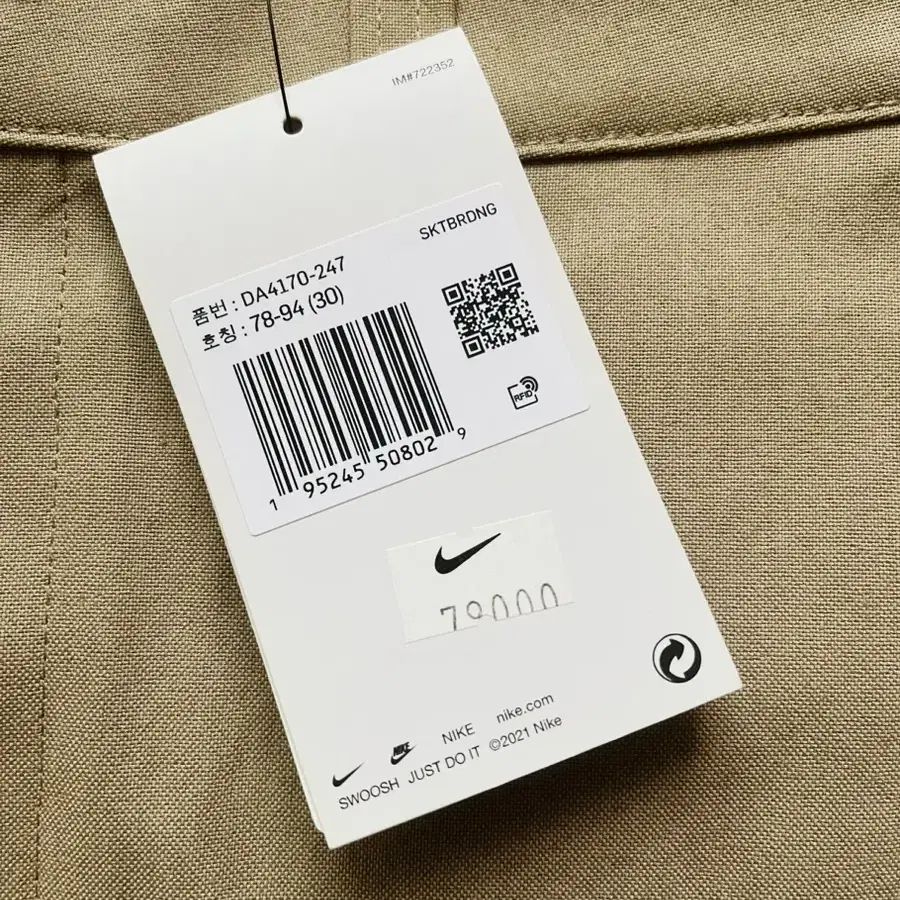 IM#722352
SKTBRDNG
품번 : DA4170-247
호칭 : 78-94 (30)
RFID
1 95245 50802 9
79000
NIKE
NIKE nike.com
SWOOSH JUST DO IT ©2021 Nike